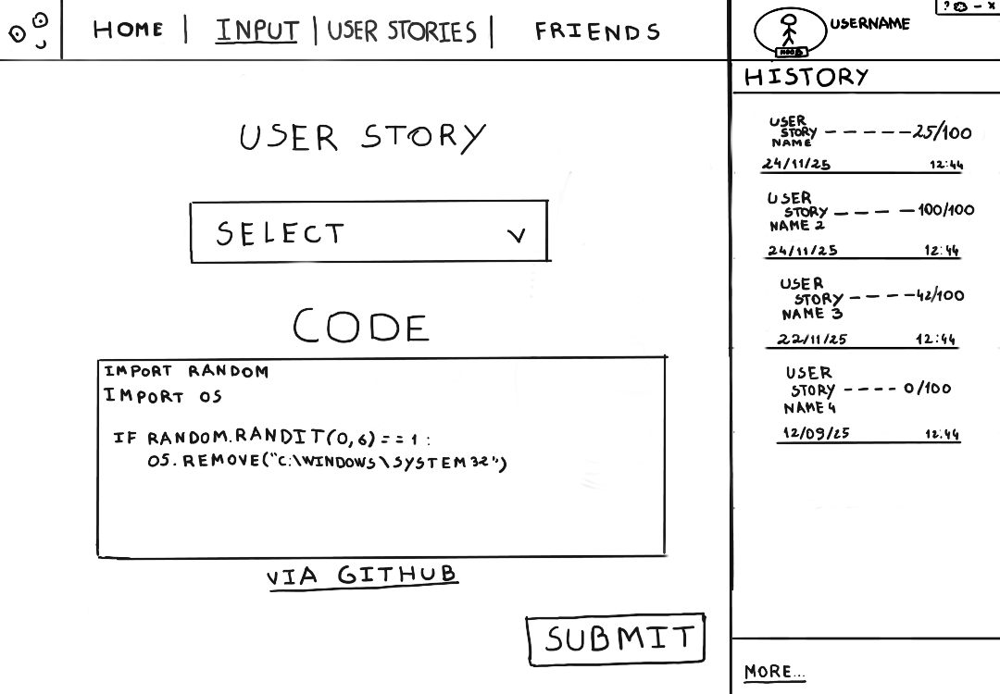 HOME | INPUT | USER STORIES | FRIENDS
? - x
USERNAME
NOOB
HISTORY
USER STORY
SELECT v
CODE
IMPORT RANDOM
IMPORT OS
IF RANDOM.RANDIT(0,6)==1:
OS.REMOVE("C:\WINDOWS\SYSTEM32")
VIA GITHUB
SUBMIT
USER
STORY -----25/100
NAME
24/11/25 12:44
USER
STORY ----100/100
NAME 2
24/11/25 12:44
USER
STORY ----42/100
NAME 3
22/11/25 12:44
USER
STORY ---- 0/100
NAME 4
12/09/25 12:44
MORE...